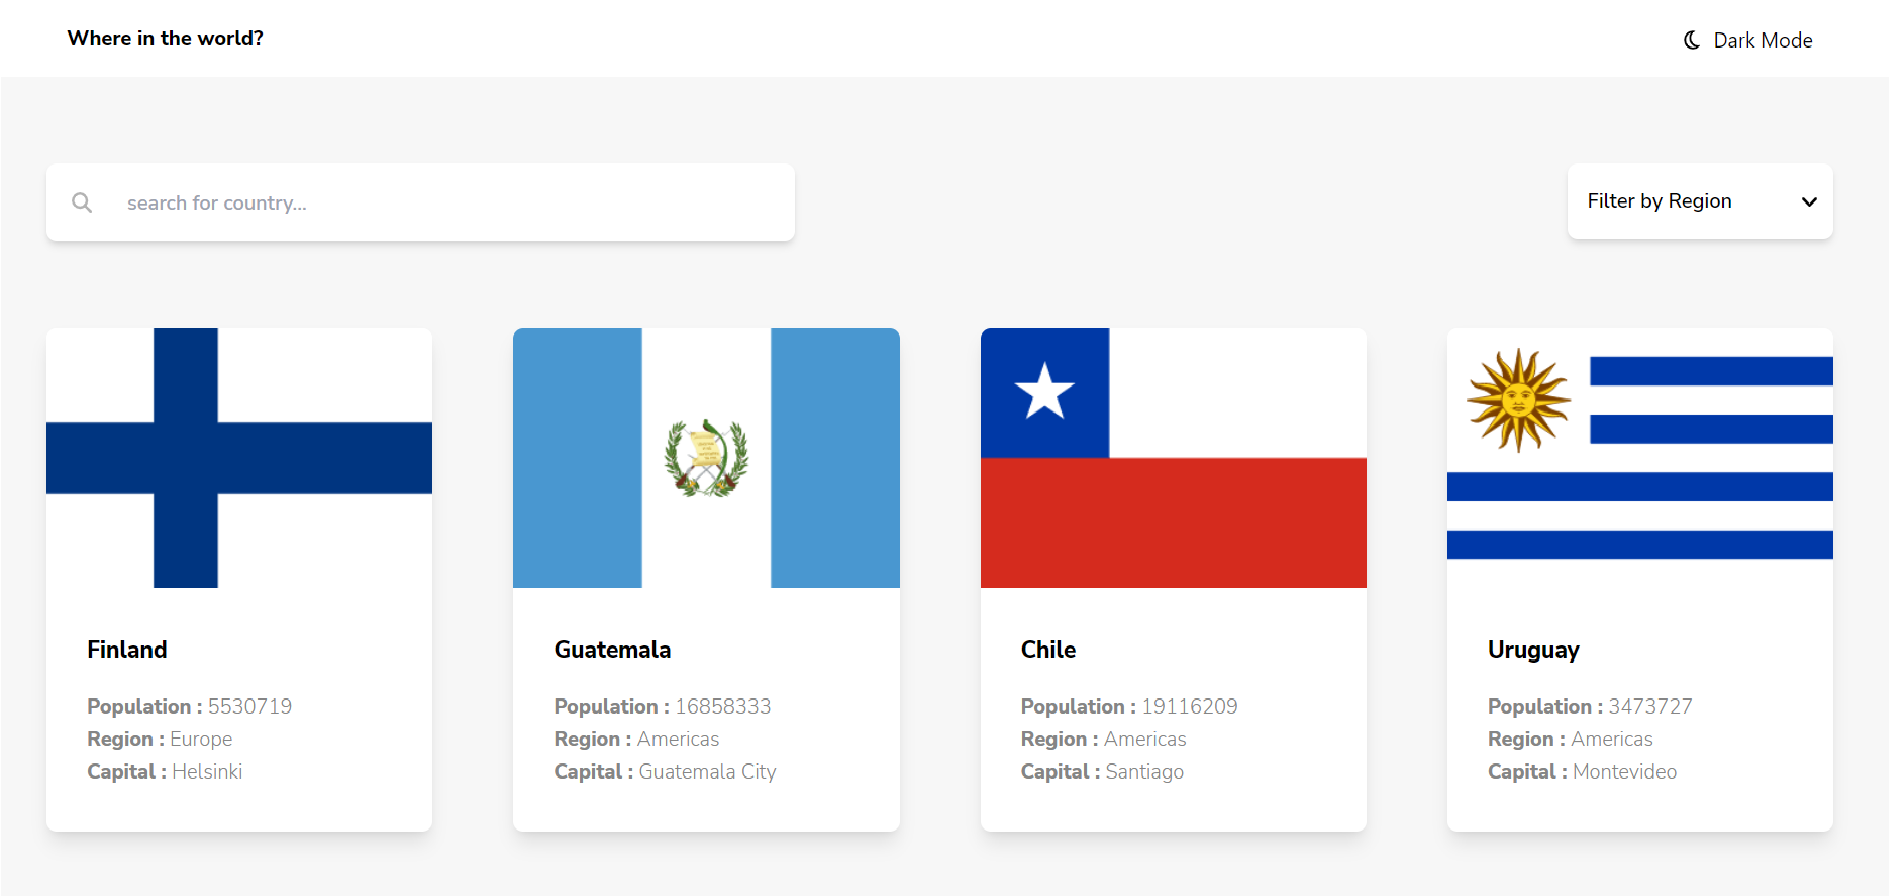 Where in the world?
Dark Mode
search for country...
Filter by Region
Finland
Population : 5530719
Region : Europe
Capital : Helsinki
Guatemala
Population : 16858333
Region : Americas
Capital : Guatemala City
Chile
Population : 19116209
Region : Americas
Capital : Santiago
Uruguay
Population : 3473727
Region : Americas
Capital : Montevideo